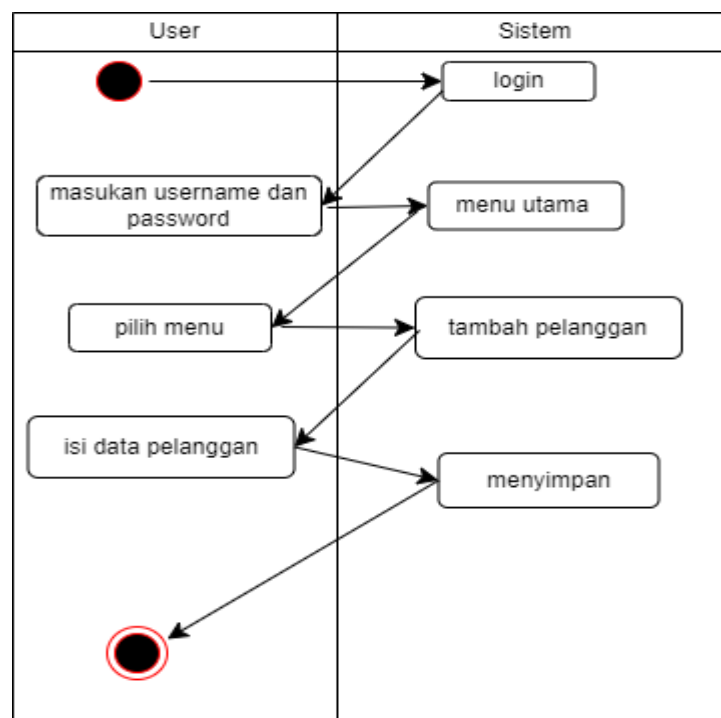 User
Sistem
login
masukan username dan
password
menu utama
pilih menu
tambah pelanggan
isi data pelanggan
menyimpan